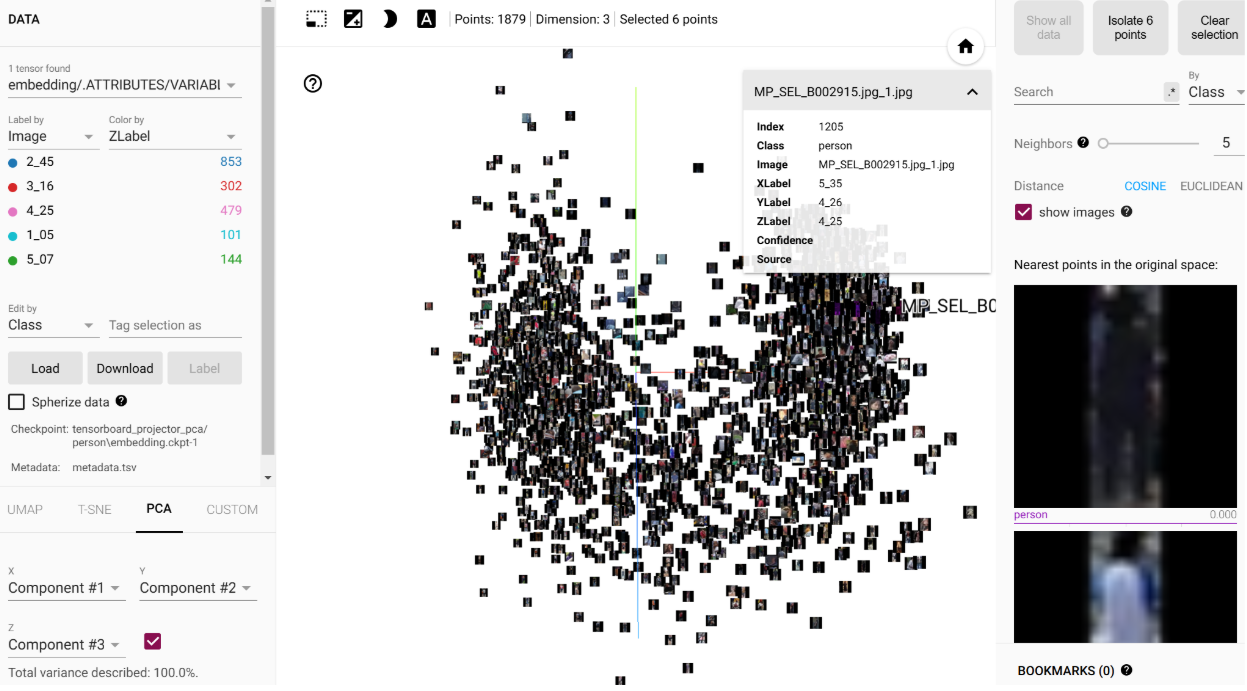 DATA
1 tensor found
embedding/.ATTRIBUTES/VARIABL
Label by
Color by
Image
ZLabel
2_45 853
3_16 302
4_25 479
1_05 101
5_07 144
Edit by
Class
Tag selection as
Load
Download
Label
Spherize data
Checkpoint: tensorboard_projector_pca/
person\embedding.ckpt-1
Metadata: metadata.tsv
UMAP
T-SNE
PCA
CUSTOM
X
Y
Component #1
Component #2
Z
Component #3
Total variance described: 100.0%.
A
Points: 1879 | Dimension: 3 | Selected 6 points
MP_SEL_B002915.jpg_1.jpg
Index 1205
Class person
Image MP_SEL_B002915.jpg_1.jpg
XLabel 5_35
YLabel 4_26
ZLabel 4_25
Confidence
Source
MP_SEL_B0
Show all
data
Isolate 6
points
Clear
selection
Search
.*
By
Class
Neighbors
5
Distance
COSINE
EUCLIDEAN
show images
Nearest points in the original space:
person 0.000
BOOKMARKS (0)